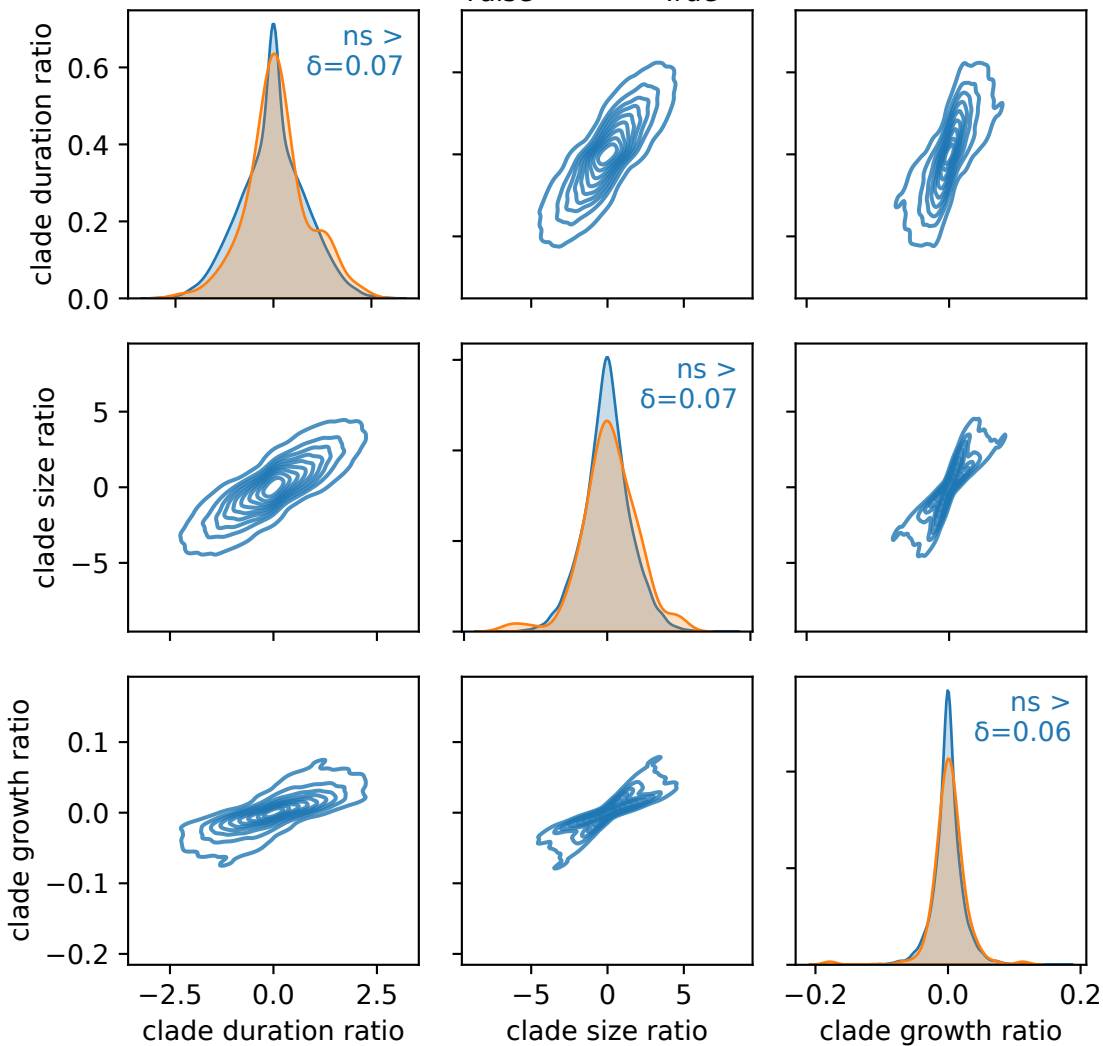 False True
clade duration ratio
0.6
0.4
0.2
0.0
ns >
δ=0.07
clade size ratio
5
0
−5
ns >
δ=0.07
clade growth ratio
0.1
0.0
−0.1
−0.2
ns >
δ=0.06
−2.5 0.0 2.5
−5 0 5
−0.2 0.0 0.2
clade duration ratio
clade size ratio
clade growth ratio